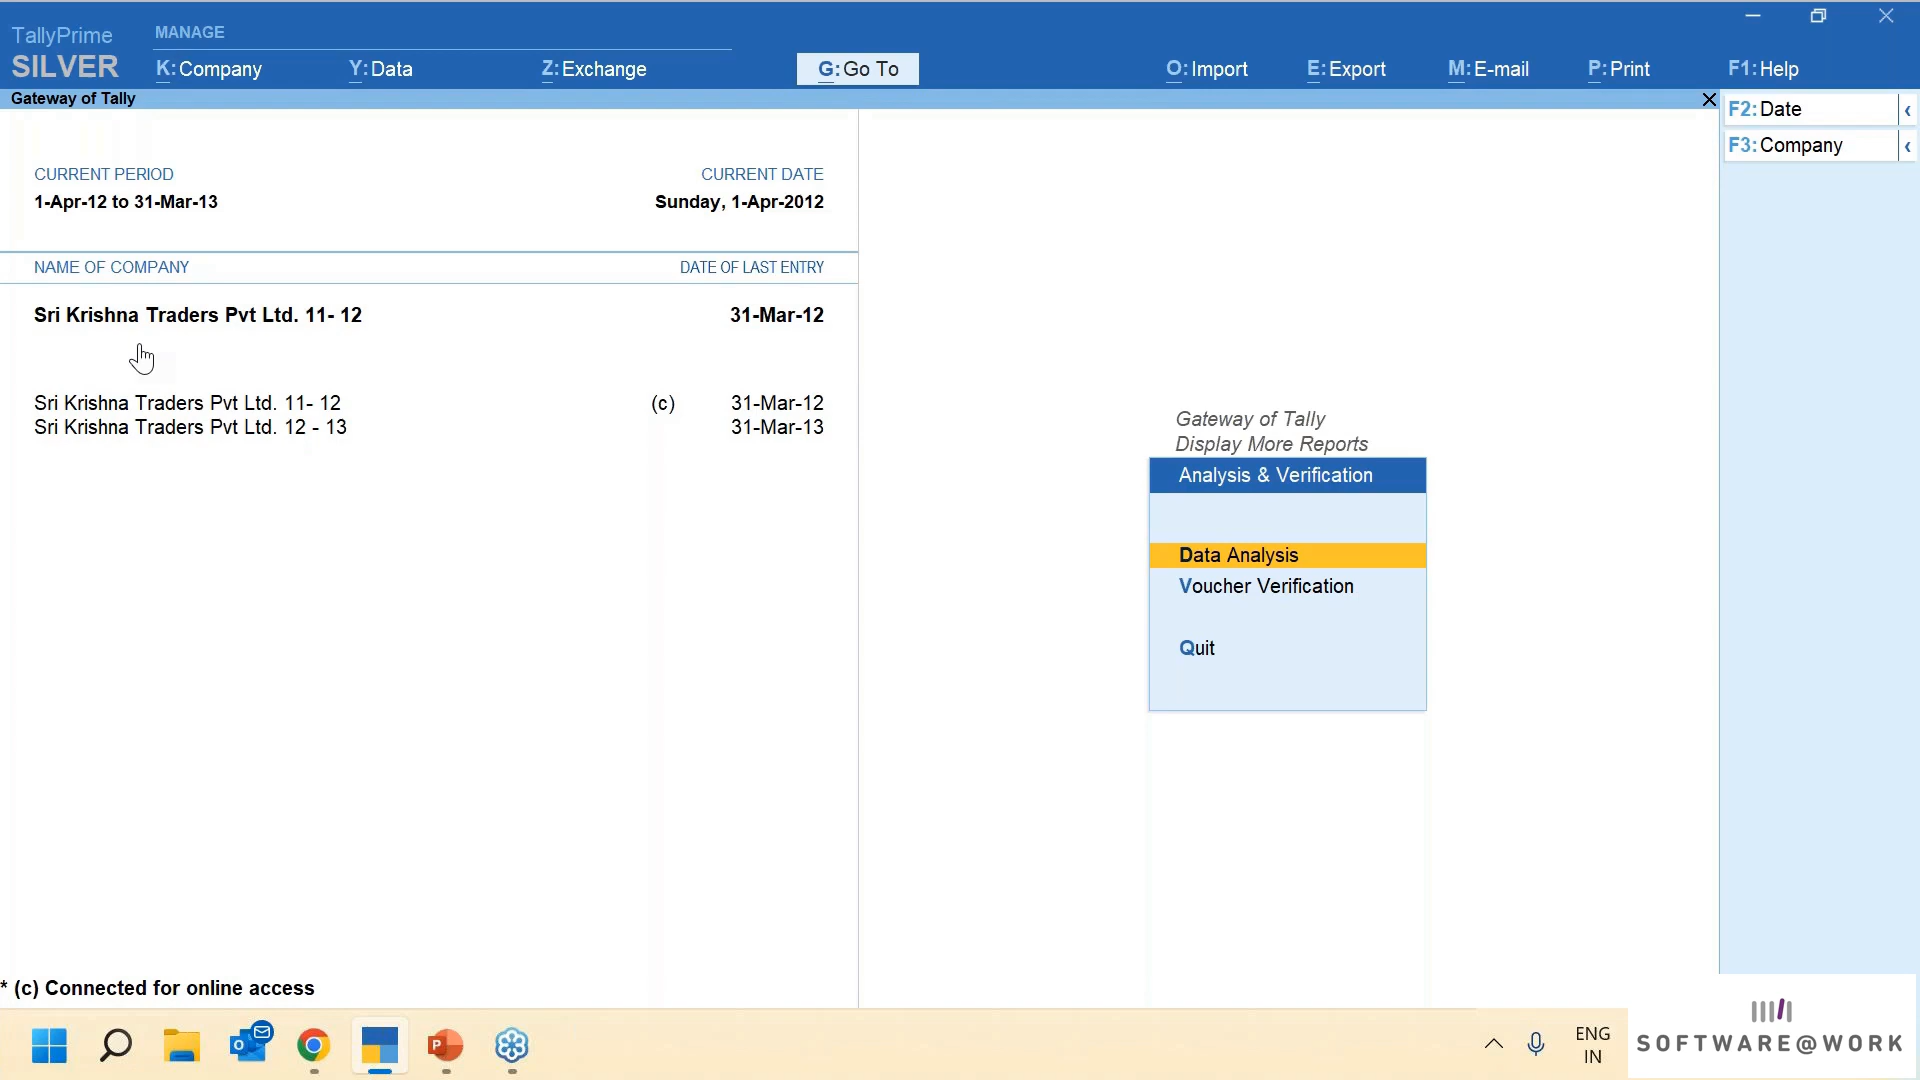 TallyPrime
SILVER
MANAGE
K: Company
Y: Data
Z: Exchange
G: Go To
O: Import
E: Export
M: E-mail
P: Print
F1: Help
Gateway of Tally
F2: Date
F3: Company
CURRENT PERIOD
CURRENT DATE
1-Apr-12 to 31-Mar-13
Sunday, 1-Apr-2012
NAME OF COMPANY
DATE OF LAST ENTRY
Sri Krishna Traders Pvt Ltd. 11- 12
31-Mar-12
Sri Krishna Traders Pvt Ltd. 11- 12 (c) 31-Mar-12
Sri Krishna Traders Pvt Ltd. 12 - 13 31-Mar-13
Gateway of Tally
Display More Reports
Analysis & Verification
Data Analysis
Voucher Verification
Quit
* (c) Connected for online access
ENG
IN
SOFTWARE@WORK